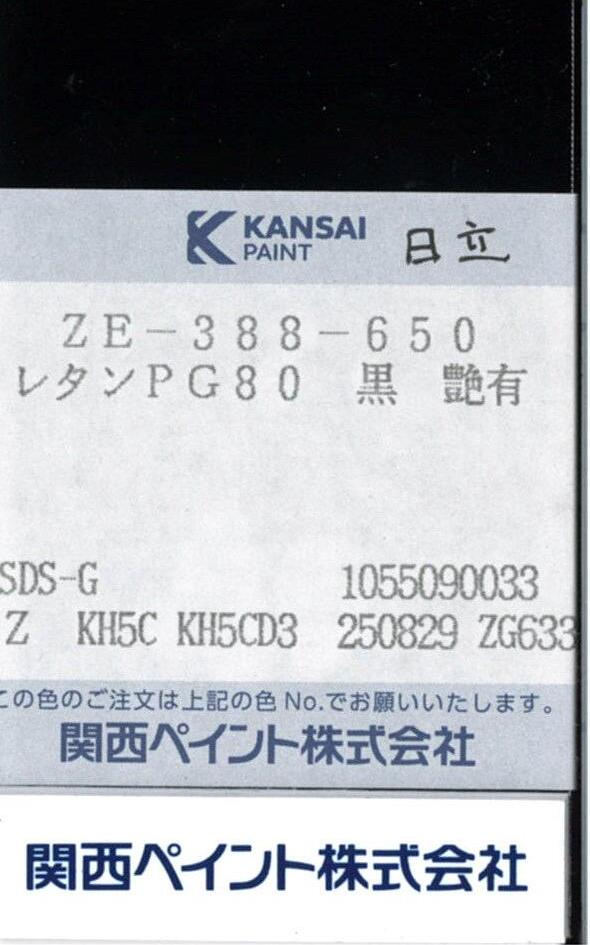 KANSAI
PAINT
日立
ZE-388-650
レタンPG80 黒 艶有
SDS-G 1055090033
Z KH5C KH5CD3 250829 ZG633
この色のご注文は上記の色No.でお願いいたします。
関西ペイント株式会社
関西ペイント株式会社